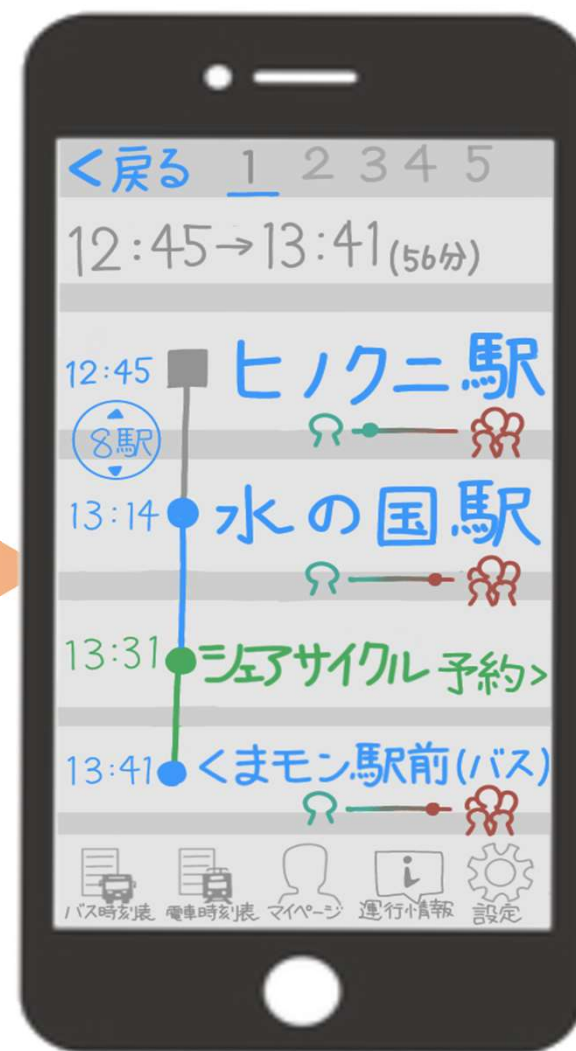 <戻る 1 2 3 4 5
12:45→13:41(56分)
12:45 ヒノクニ駅
8駅
13:14 水の国駅
13:31 シェアサイクル 予約>
13:41 くまモン駅前(バス)
バス時刻表 電車時刻表 マイページ 運行情報 設定